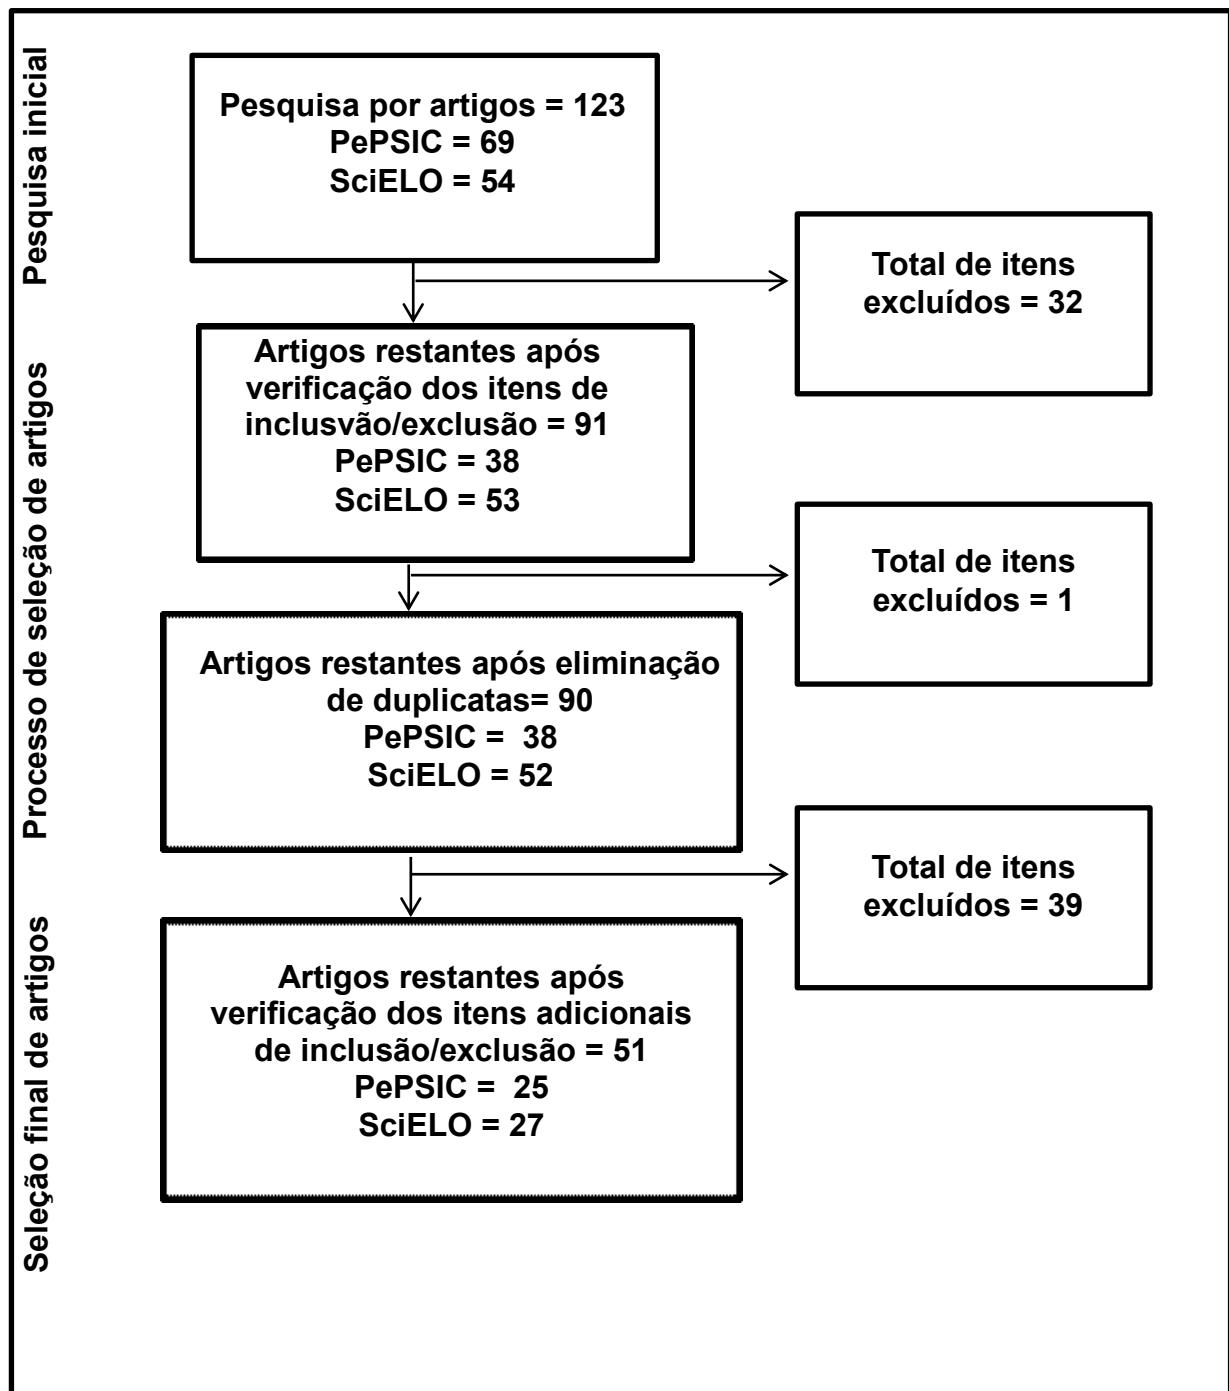 Pesquisa inicial
Pesquisa por artigos = 123
PePSIC = 69
SciELO = 54
Total de itens
excluídos = 32
Processo de seleção de artigos
Artigos restantes após
verificação dos itens de
inclusvão/exclusão = 91
PePSIC = 38
SciELO = 53
Total de itens
excluídos = 1
Artigos restantes após eliminação
de duplicatas= 90
PePSIC =  38
SciELO = 52
Total de itens
excluídos = 39
Seleção final de artigos
Artigos restantes após
verificação dos itens adicionais
de inclusão/exclusão = 51
PePSIC =  25
SciELO = 27